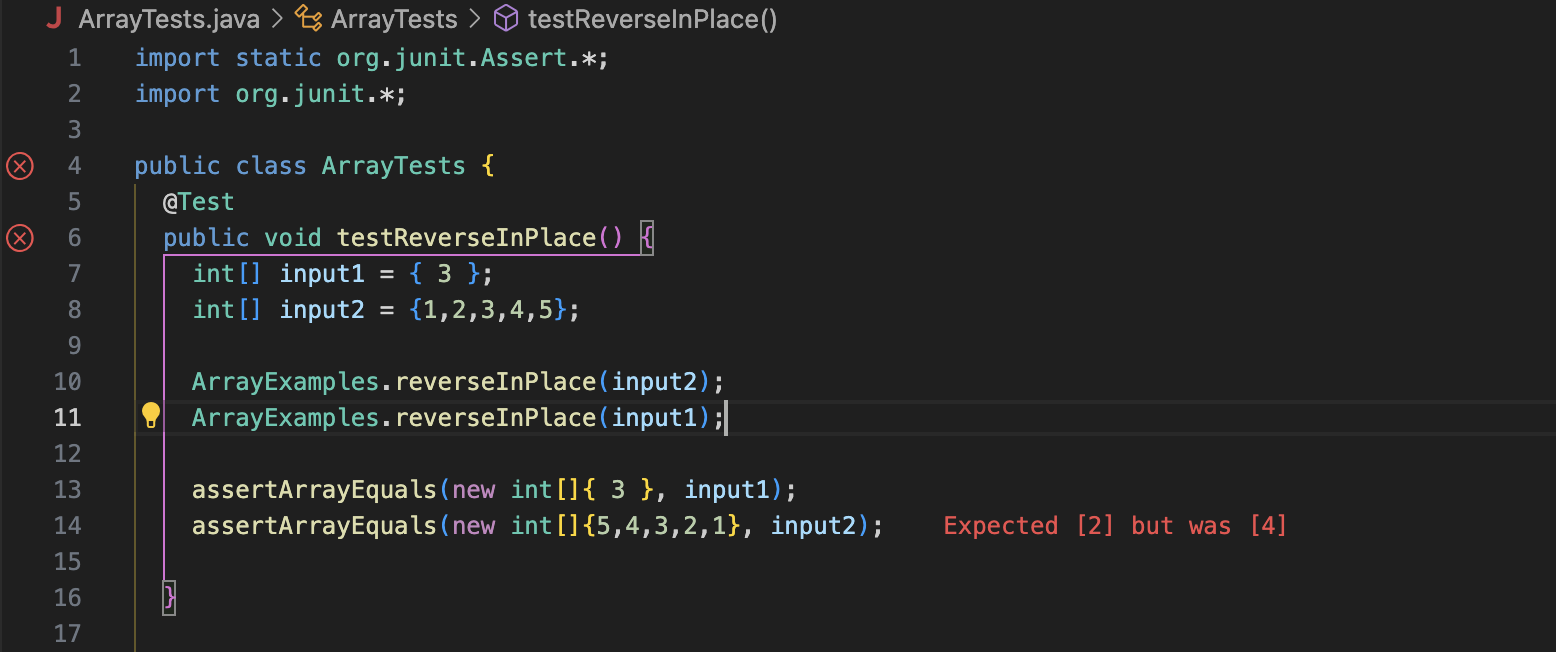 ArrayTests.java > ArrayTests > testReverseInPlace()
1 import static org.junit.Assert.*;
2 import org.junit.*;
3
4 public class ArrayTests {
5 @Test
6 public void testReverseInPlace() {
7 int[] input1 = { 3 };
8 int[] input2 = {1,2,3,4,5};
9
10 ArrayExamples.reverseInPlace(input2);
11 ArrayExamples.reverseInPlace(input1);
12
13 assertArrayEquals(new int[]{ 3 }, input1);
14 assertArrayEquals(new int[]{5,4,3,2,1}, input2); Expected [2] but was [4]
15
16 }
17